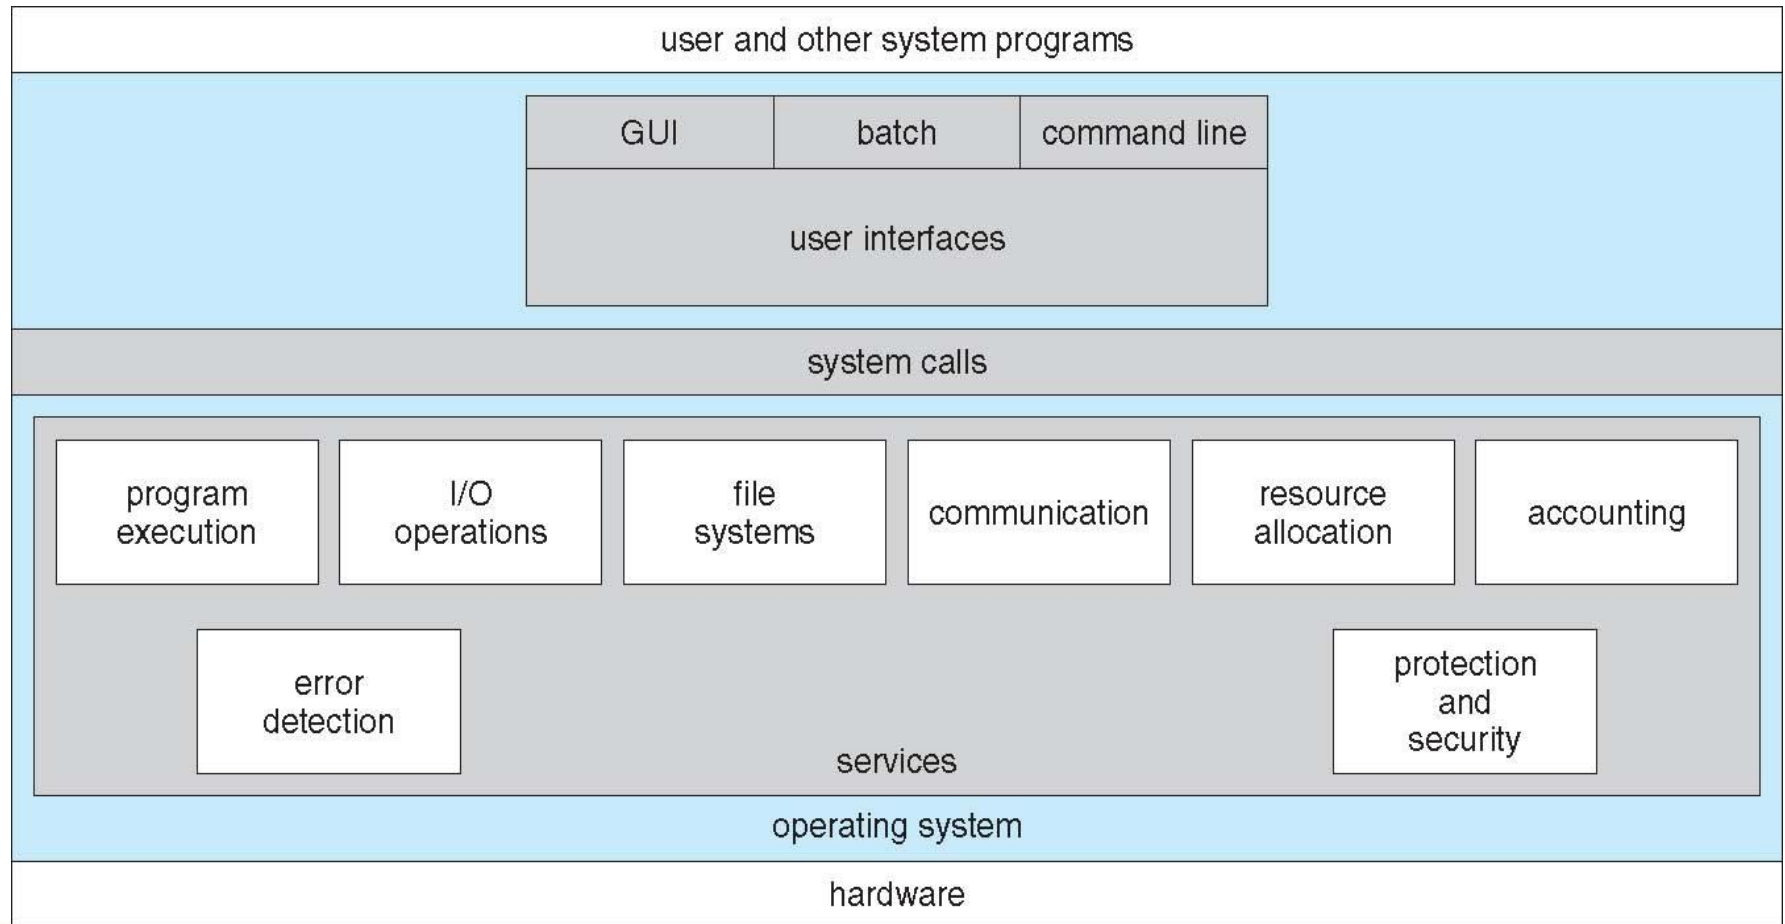 user and other system programs
GUI
batch
command line
user interfaces
system calls
program
execution
I/O
operations
file
systems
communication
resource
allocation
accounting
error
detection
protection
and
security
services
operating system
hardware